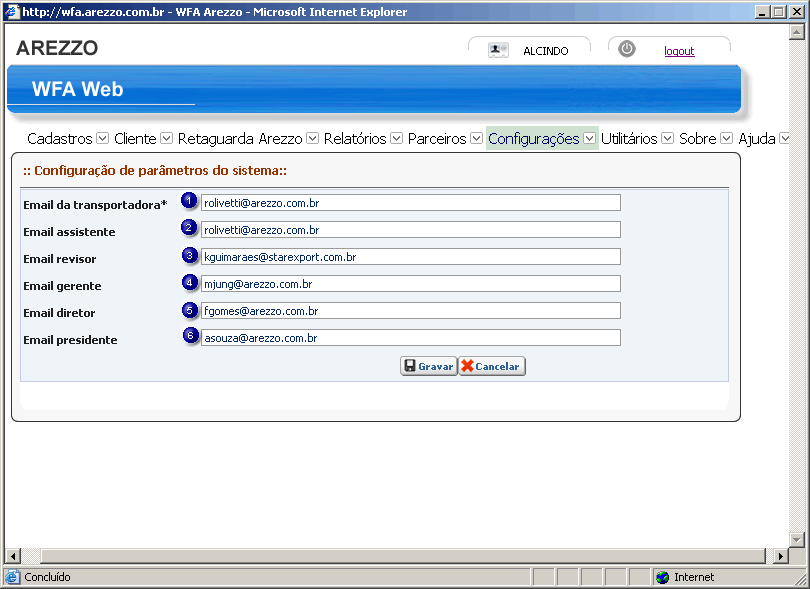 http://wfa.arezzo.com.br - WFA Arezzo - Microsoft Internet Explorer
AREZZO
ALCINDO
logout
WFA Web
Cadastros Cliente Retaguarda Arezzo Relatórios Parceiros Configurações Utilitários Sobre Ajuda
:: Configuração de parâmetros do sistema::
Email da transportadora* 1 rolivetti@arezzo.com.br
Email assistente 2 rolivetti@arezzo.com.br
Email revisor 3 kguimaraes@starexport.com.br
Email gerente 4 mjung@arezzo.com.br
Email diretor 5 fgomes@arezzo.com.br
Email presidente 6 asouza@arezzo.com.br
Gravar Cancelar
Concluído Internet